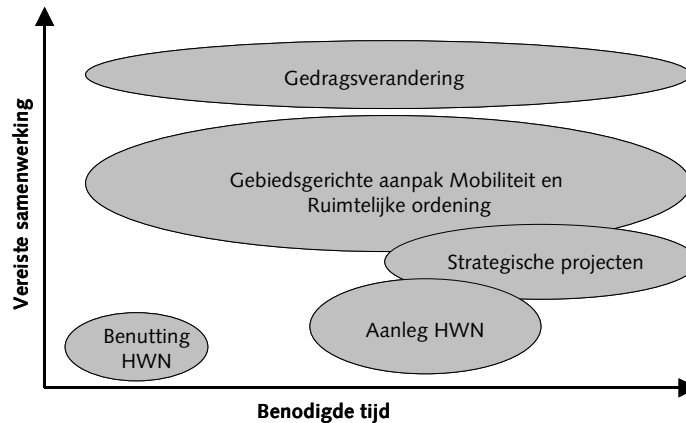 Vereiste samenwerking
Gedragsverandering
Gebiedsgerichte aanpak Mobiliteit en
Ruimtelijke ordening
Strategische projecten
Aanleg HWN
Benutting
HWN
Benodigde tijd